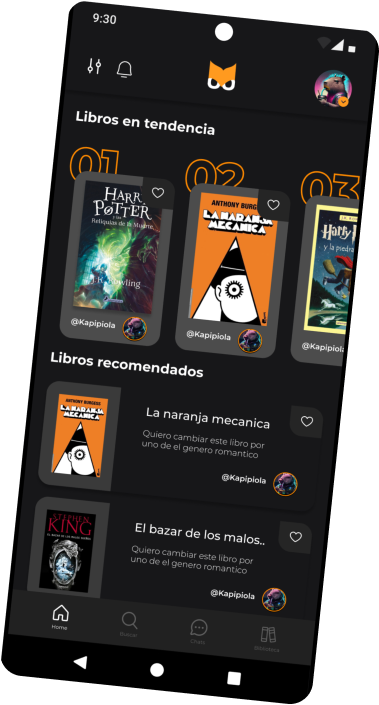 9:30
Libros en tendencia
01
02
03
HARRY
POTTER
y las
Reliquias de la Muerte
J.K. Rowling
@Kapipiola
ANTHONY BURGESS
LA NARANJA
MECANICA
@Kapipiola
Harry
y la piedra
@Kapipiola
Libros recomendados
ANTHONY BURGESS
LA NARANJA
MECANICA
La naranja mecanica
Quiero cambiar este libro por
uno de el genero romantico
@Kapipiola
STEPHEN
KING
El bazar de los malos..
Quiero cambiar este libro por
uno de el genero romantico
@Kapipiola
Home
Buscar
Chats
Biblioteca